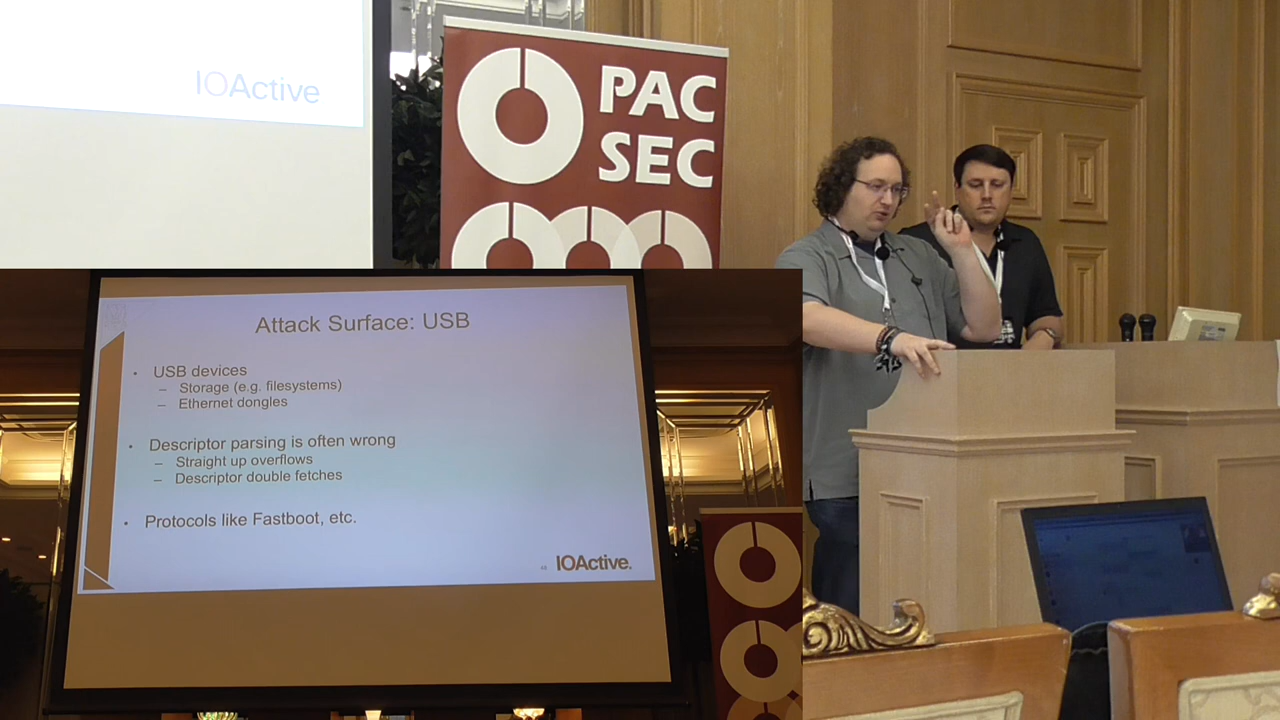 IOActive
PAC
SEC
Attack Surface: USB
• USB devices
– Storage (e.g. filesystems)
– Ethernet dongles
• Descriptor parsing is often wrong
– Straight up overflows
– Descriptor double fetches
• Protocols like Fastboot, etc.
IOActive.